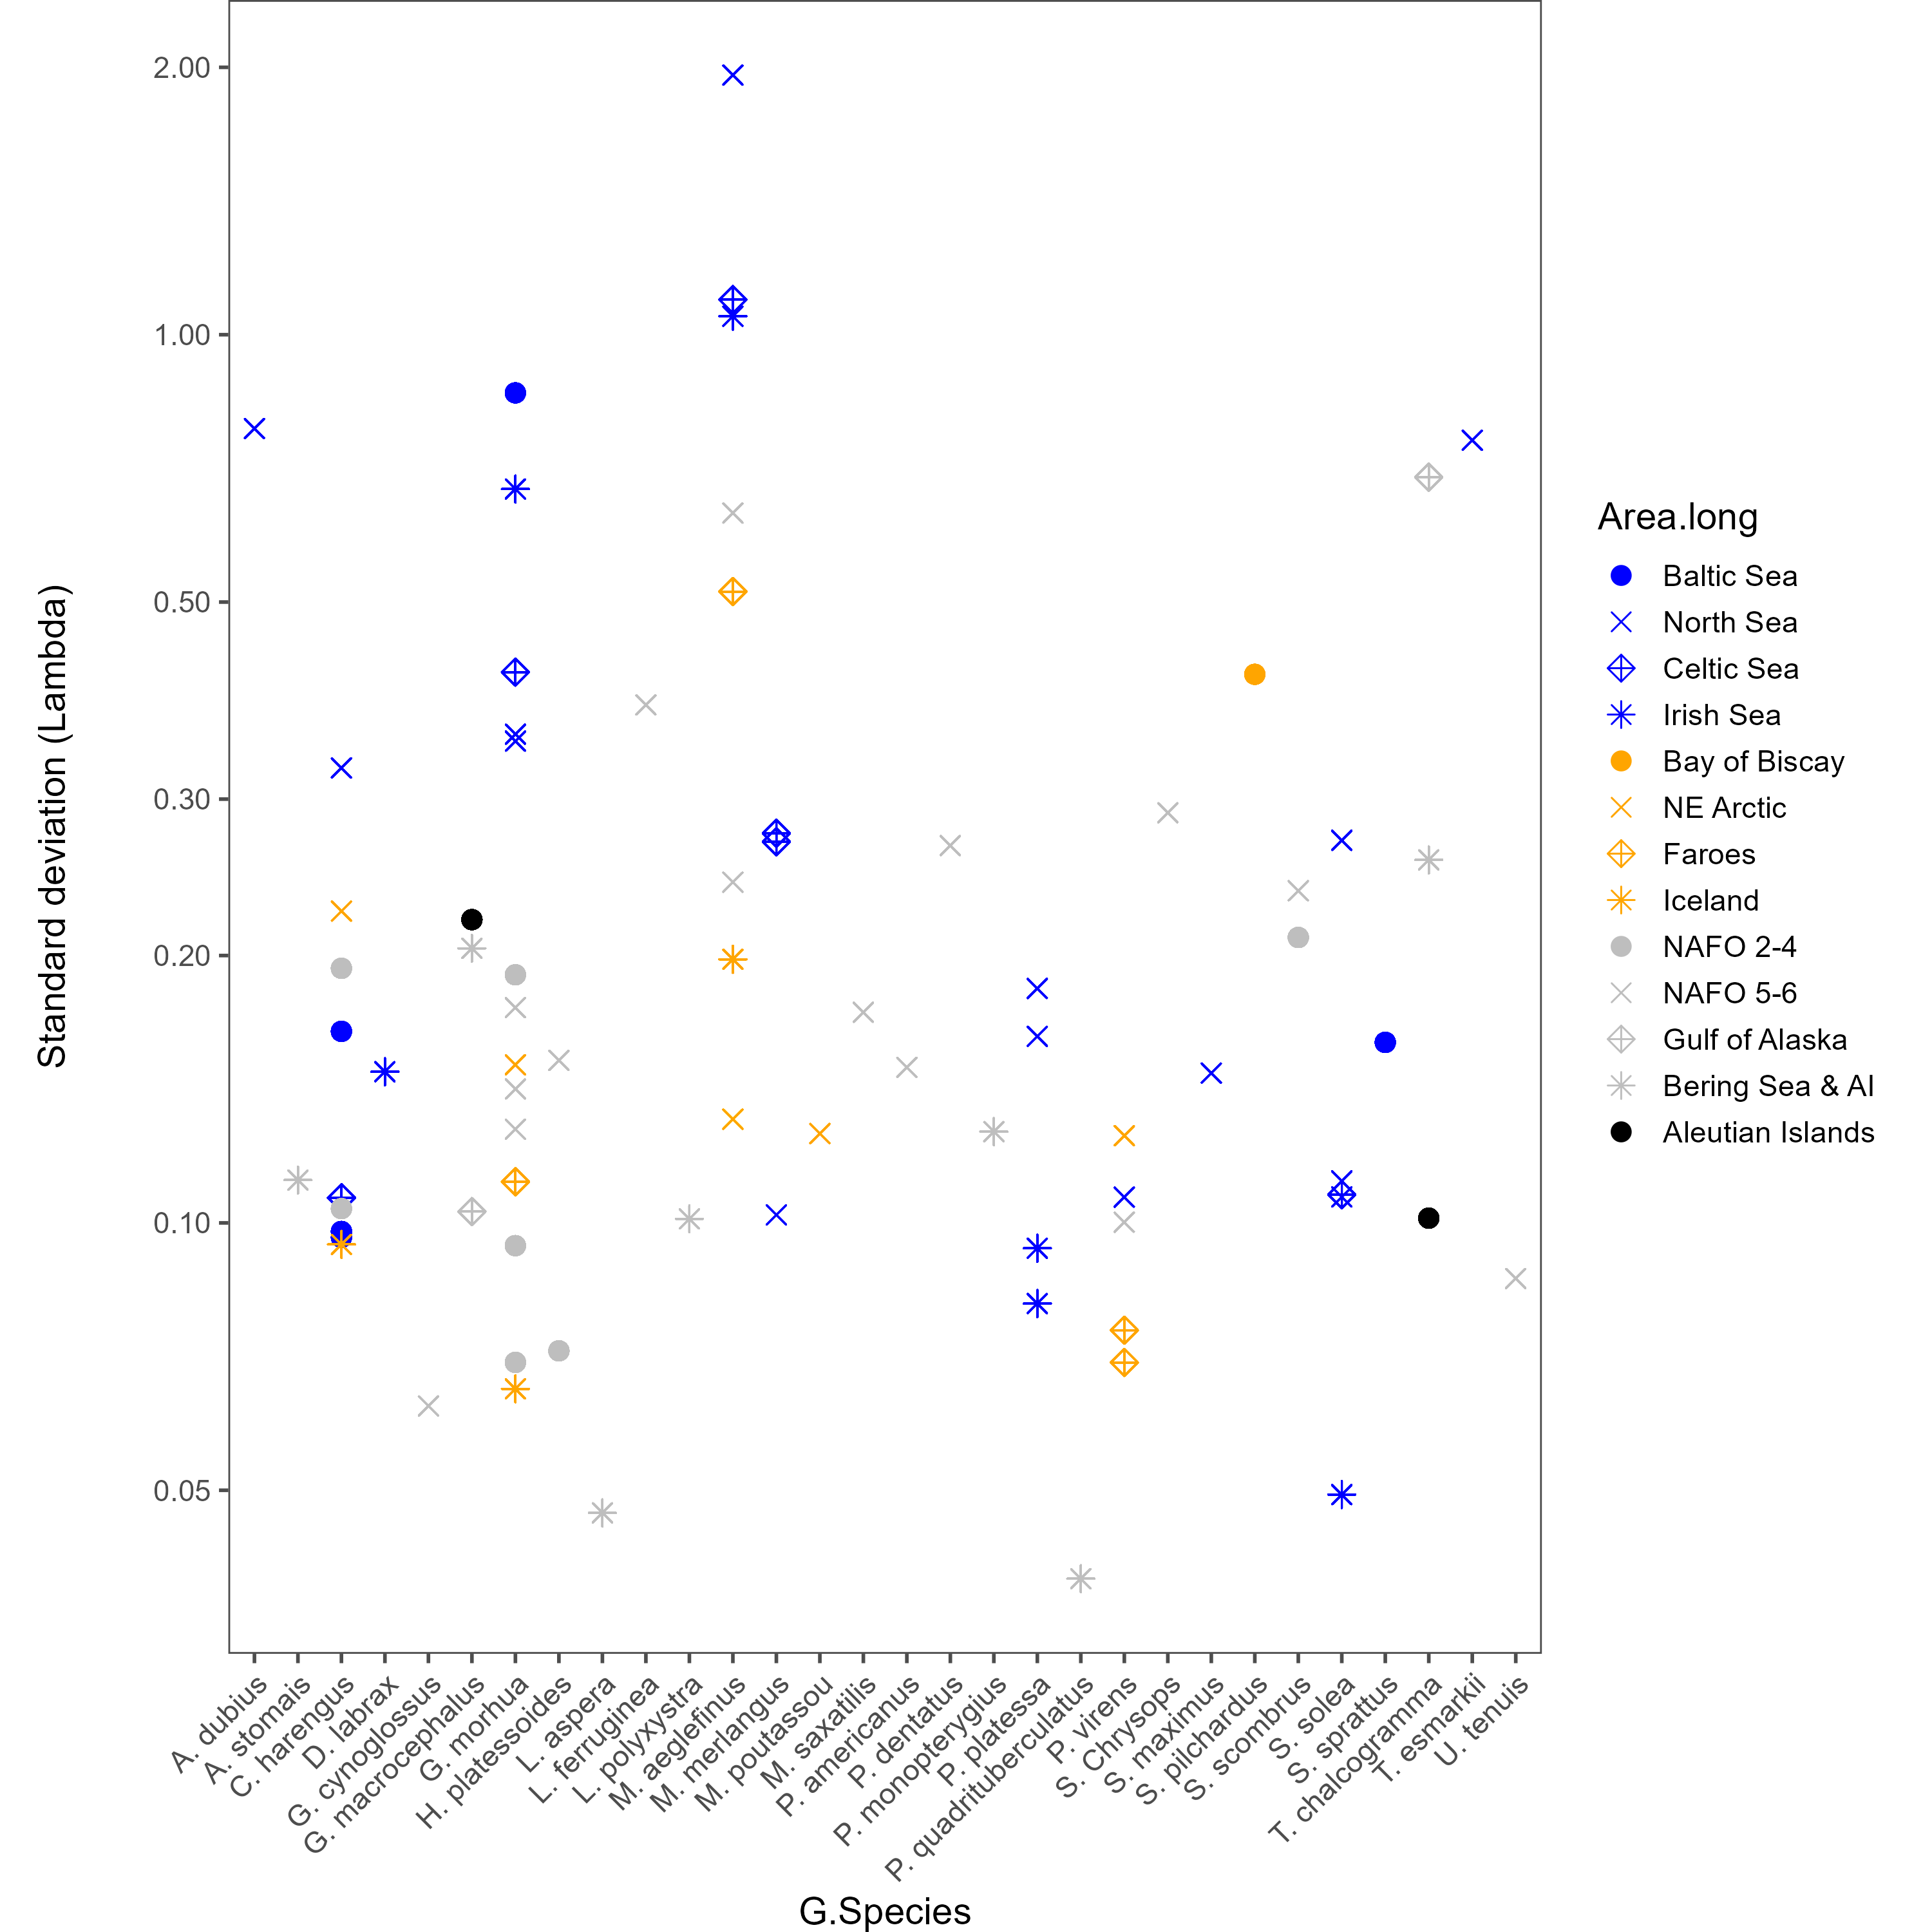 2.00
1.00
0.50
0.30
0.20
0.10
0.05
Standard deviation (Lambda)
A. dubius
A. stomais
C. harengus
D. labrax
G. cynoglossus
G. macrocephalus
G. morhua
H. platessoides
L. aspera
L. ferruginea
L. polyxystra
M. aeglefinus
M. merlangus
M. poutassou
M. saxatilis
P. americanus
P. dentatus
P. monopterygius
P. platessa
P. quadrituberculatus
P. virens
S. Chrysops
S. maximus
S. pilchardus
S. scombrus
S. solea
S. sprattus
T. chalcogramma
T. esmarkii
U. tenuis
G.Species
Area.long
Baltic Sea
North Sea
Celtic Sea
Irish Sea
Bay of Biscay
NE Arctic
Faroes
Iceland
NAFO 2-4
NAFO 5-6
Gulf of Alaska
Bering Sea & AI
Aleutian Islands